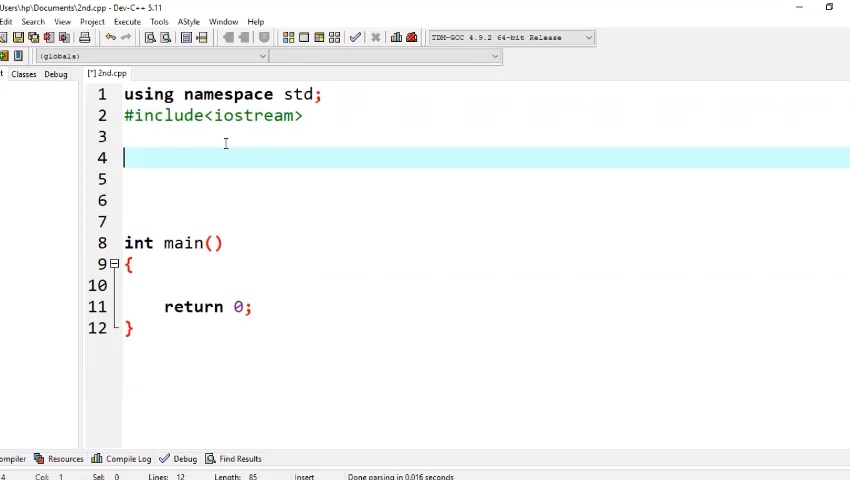 Users\hp\Documents\2nd.cpp - Dev-C++ 5.11
Edit Search View Project Execute Tools AStyle Window Help
TDM-GCC 4.9.2 64-bit Release
(globals)
t Classes Debug [*] 2nd.cpp
1 using namespace std;
2 #include<iostream>
3
4
5
6
7
8 int main()
9 {
10
11 return 0;
12 }
ompiler Resources Compile Log Debug Find Results
4 Col: 1 Sel: 0 Lines: 12 Length: 85 Insert Done parsing in 0.016 seconds